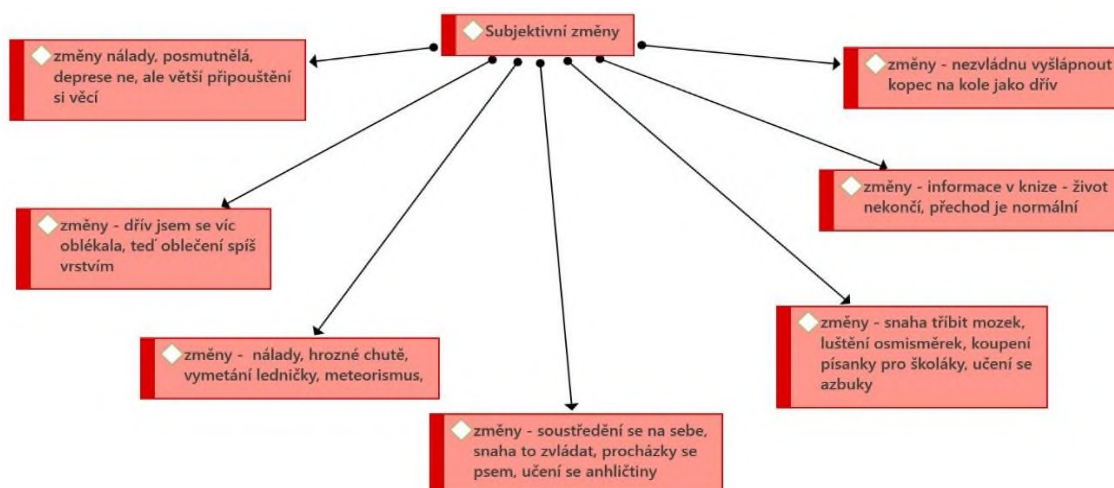 Subjektivní změny
změny nálady, posmutnělá,
deprese ne, ale větší připouštění
si věcí
změny - nezvládnu vyšlápnout
kopec na kole jako dřív
změny - informace v knize - život
nekončí, přechod je normální
změny - dřív jsem se víc
oblékala, teď oblečení spíš
vrstvím
změny - snaha tříbit mozek,
luštění osmisměrek, koupení
písanky pro školáky, učení se
azbuky
změny -  nálady, hrozné chutě,
vymetání ledničky, meteorismus,
změny - soustředění se na sebe,
snaha to zvládat, procházky se
psem, učení se anhličtiny